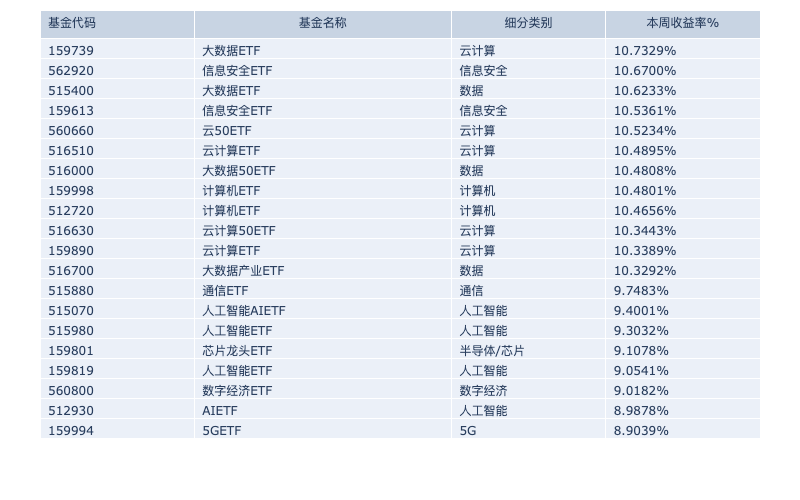 基金代码 基金名称 细分类别 本周收益率%
159739 大数据ETF 云计算 10.7329%
562920 信息安全ETF 信息安全 10.6700%
515400 大数据ETF 数据 10.6233%
159613 信息安全ETF 信息安全 10.5361%
560660 云50ETF 云计算 10.5234%
516510 云计算ETF 云计算 10.4895%
516000 大数据50ETF 数据 10.4808%
159998 计算机ETF 计算机 10.4801%
512720 计算机ETF 计算机 10.4656%
516630 云计算50ETF 云计算 10.3443%
159890 云计算ETF 云计算 10.3389%
516700 大数据产业ETF 数据 10.3292%
515880 通信ETF 通信 9.7483%
515070 人工智能AIETF 人工智能 9.4001%
515980 人工智能ETF 人工智能 9.3032%
159801 芯片龙头ETF 半导体/芯片 9.1078%
159819 人工智能ETF 人工智能 9.0541%
560800 数字经济ETF 数字经济 9.0182%
512930 AIETF 人工智能 8.9878%
159994 5GETF 5G 8.9039%